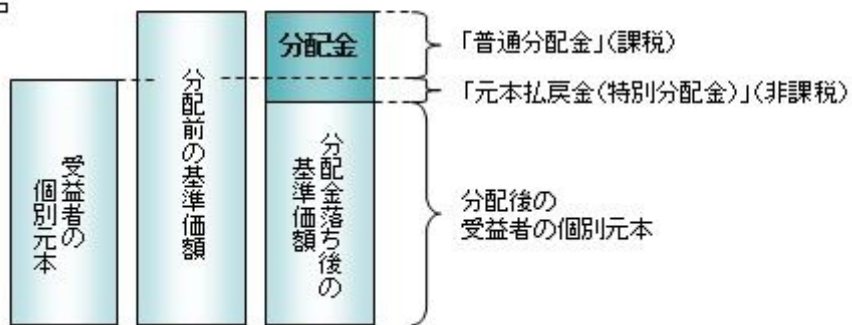 受益者の
個別元本
分配前の基準価額
分配金
分配金落ち後の
基準価額
「普通分配金」(課税)
「元本払戻金(特別分配金)」(非課税)
分配後の
受益者の個別元本